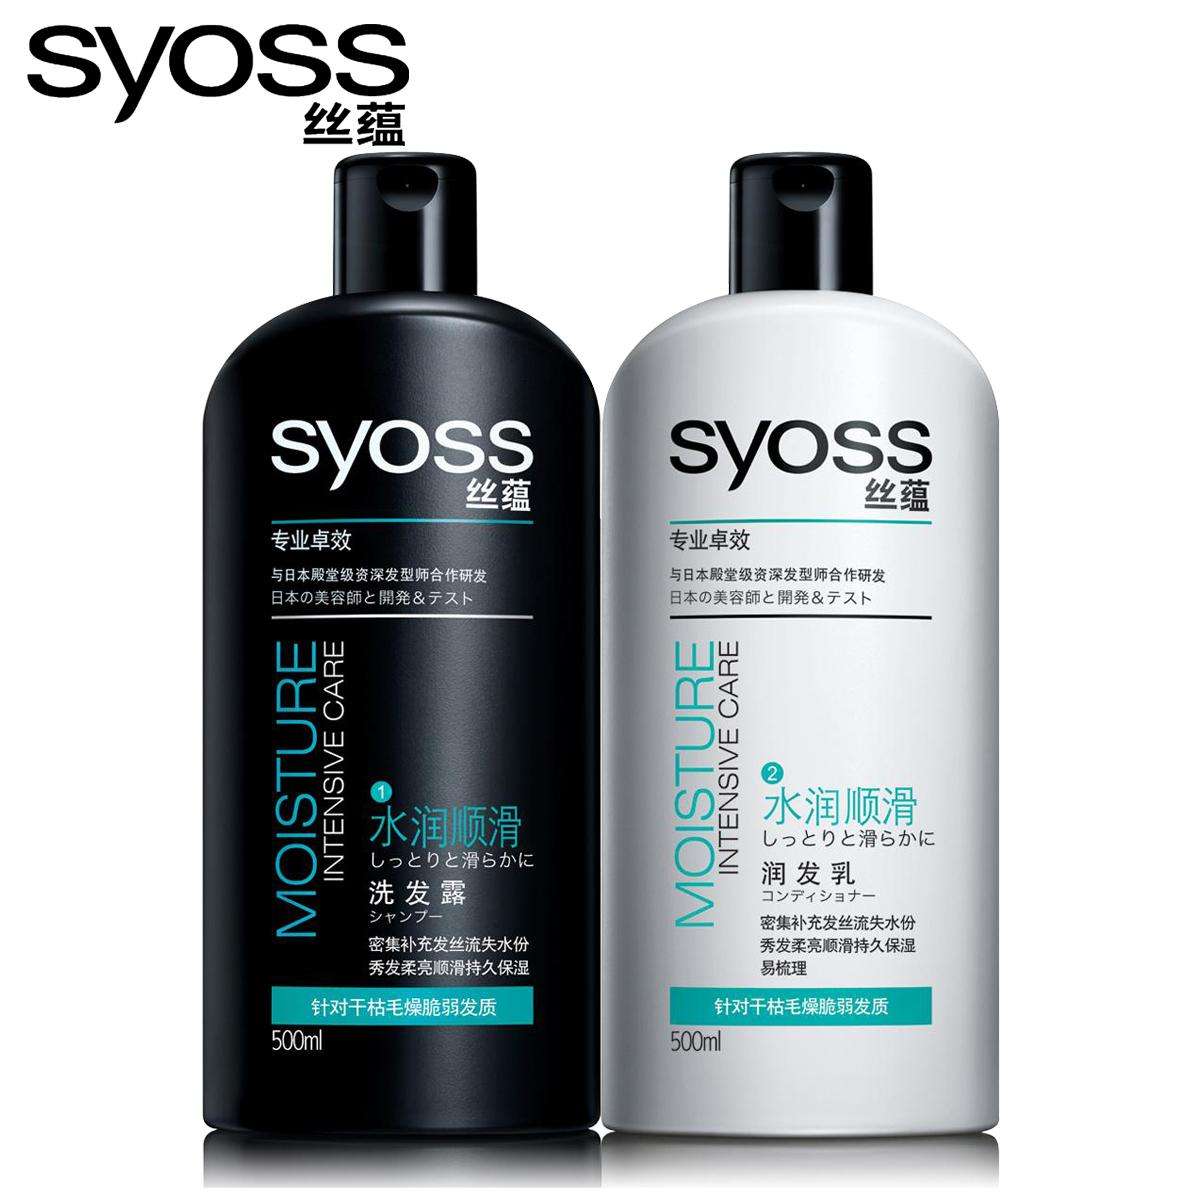 syoss
丝蕴
syoss
丝蕴
专业卓效
与日本殿堂级资深发型师合作研发
日本の美容師と開発&テスト
MOISTURE
INTENSIVE CARE
1
水润顺滑
しっとりと滑らかに
洗发露
シャンプー
密集补充发丝流失水份
秀发柔亮顺滑持久保湿
针对干枯毛燥脆弱发质
500ml
syoss
丝蕴
专业卓效
与日本殿堂级资深发型师合作研发
日本の美容師と開発&テスト
MOISTURE
INTENSIVE CARE
2
水润顺滑
しっとりと滑らかに
润发乳
コンディショナー
密集补充发丝流失水份
秀发柔亮顺滑持久保湿
易梳理
针对干枯毛燥脆弱发质
500ml